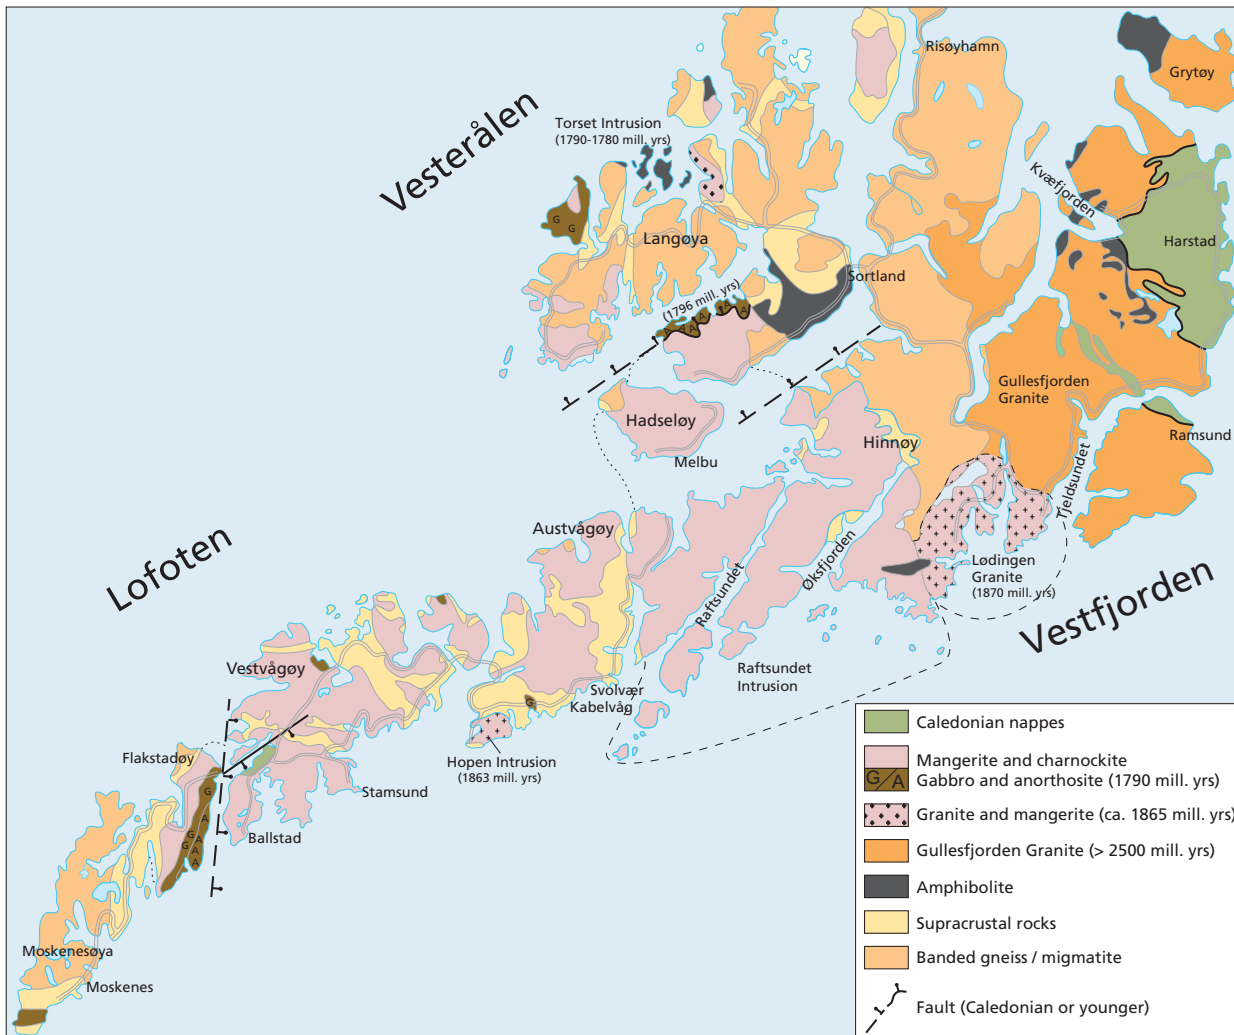 Risøyhamn
Grytøy
Vesterålen
Torset Intrusion
(1790-1780 mill. yrs)
Kvæfjorden
G
G
Langøya
Harstad
Sortland
(1796 mill. yrs)
A A A A A A A
Gullesfjorden
Granite
Hadseløy
Hinnøy
Ramsund
Melbu
Tjeldsundet
Austvågøy
Lofoten
Raftsundet
Øksfjorden
Lødingen
Granite
(1870 mill. yrs)
Vestfjorden
Vestvågøy
Raftsundet
Intrusion
Svolvær
Kabelvåg
G
Flakstadøy
Hopen Intrusion
(1863 mill. yrs)
Stamsund
G
A
G
G
A
A
A
Ballstad
Moskenesøya
Moskenes
Caledonian nappes
Mangerite and charnockite
G/A Gabbro and anorthosite (1790 mill. yrs)
Granite and mangerite (ca. 1865 mill. yrs)
Gullesfjorden Granite (> 2500 mill. yrs)
Amphibolite
Supracrustal rocks
Banded gneiss / migmatite
Fault (Caledonian or younger)